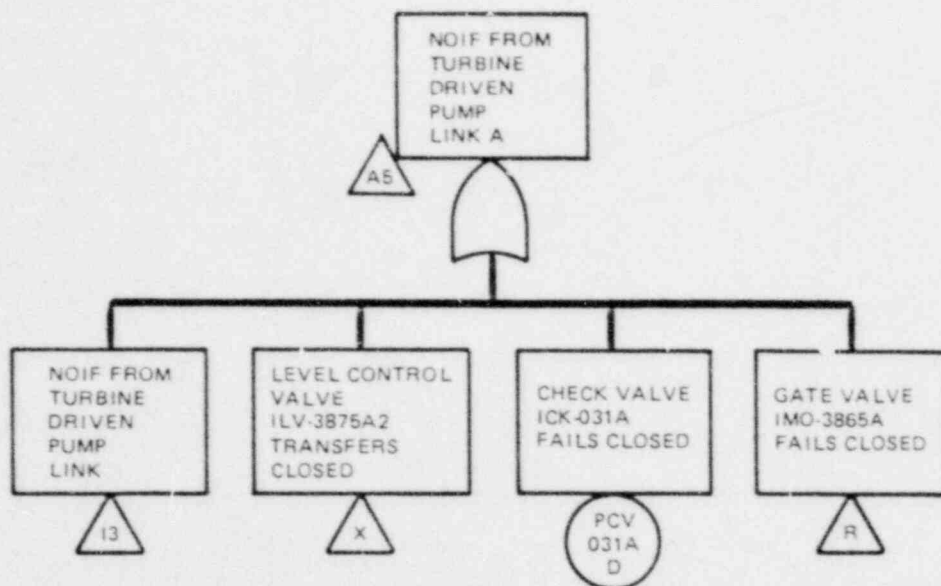 NOIF FROM
TURBINE
DRIVEN
PUMP
LINK A
A5
NOIF FROM
TURBINE
DRIVEN
PUMP
LINK
I3
LEVEL CONTROL
VALVE
ILV-3875A2
TRANSFERS
CLOSED
X
CHECK VALVE
ICK-031A
FAILS CLOSED
PCV
031A
D
GATE VALVE
IMO-3865A
FAILS CLOSED
R